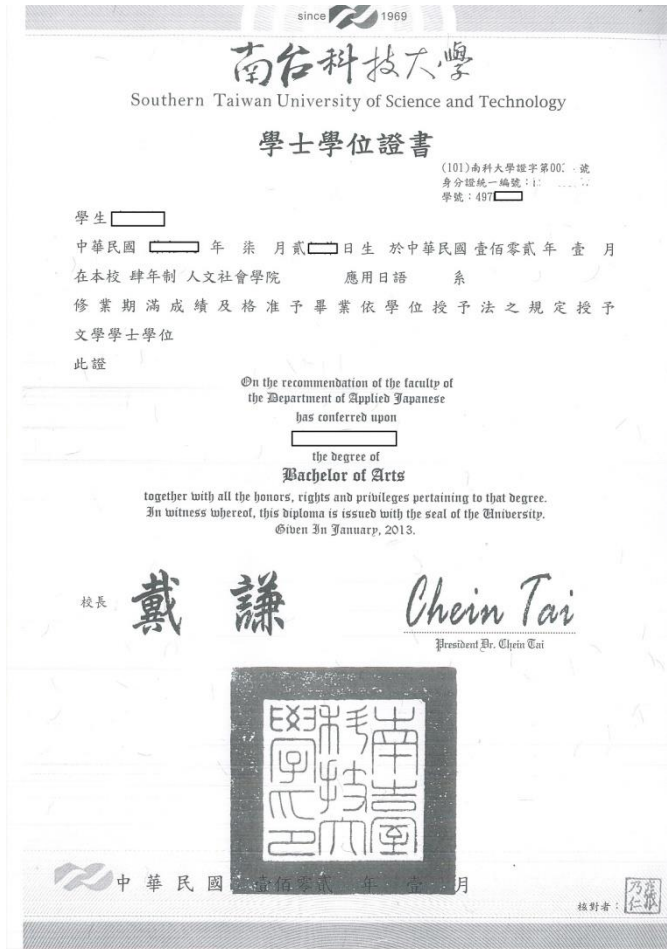 since 1969
南台科技大學
Southern Taiwan University of Science and Technology
學士學位證書
(101)南科大學證字第00 號
身分證統一編號：
學號：497
學生
中華民國 年 柒 月 貳 日生 於中華民國 壹佰零貳 年 壹 月
在本校 肆年制 人文社會學院 應用日語 系
修業期滿成績及格准予畢業依學位授予法之規定授予
文學學士學位
此證
On the recommendation of the faculty of
the Department of Applied Japanese
has conferred upon
the degree of
Bachelor of Arts
together with all the honors, rights and privileges pertaining to that degree.
In witness whereof, this diploma is issued with the seal of the University.
Given In January, 2013.
校長 戴謙
Chein Tai
President Dr. Chein Tai
南臺科技大學印
中華民國 壹佰零貳 年 壹 月
核對者：